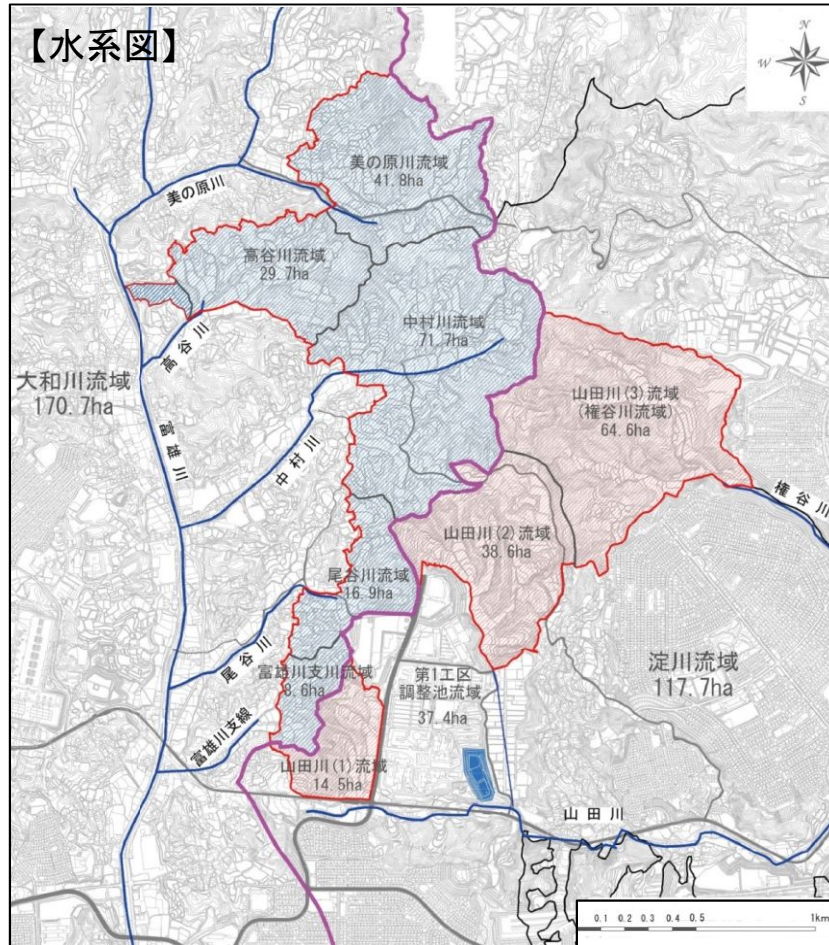 【水系図】
N
W
S
美の原川流域
41.8ha
美の原川
高谷川流域
29.7ha
高谷川
中村川流域
71.7ha
大和川流域
170.7ha
富雄川
中村川
山田川(3)流域
(権谷川流域)
64.6ha
権谷川
山田川(2)流域
38.6ha
尾谷川流域
16.9ha
尾谷川
淀川流域
117.7ha
富雄川支川流域
8.6ha
第1工区
調整池流域
37.4ha
富雄川支線
山田川(1)流域
14.5ha
山田川
0.1 0.2 0.3 0.4 0.5 1km